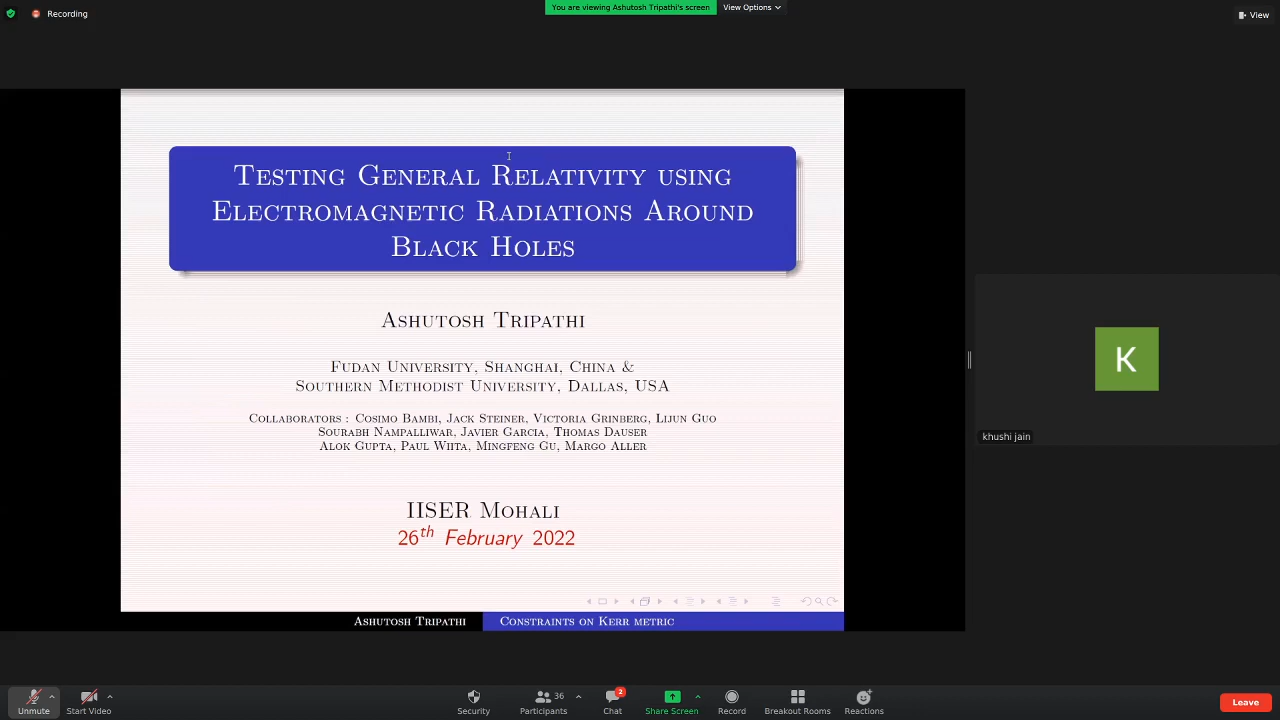 Recording
You are viewing Ashutosh Tripathi's screen
View Options
View
Testing General Relativity using
Electromagnetic Radiations Around
Black Holes
Ashutosh Tripathi
Fudan University, Shanghai, China &
Southern Methodist University, Dallas, USA
Collaborators : Cosimo Bambi, Jack Steiner, Victoria Grinberg, Lijun Guo
Sourabh Nampalliwar, Javier Garcia, Thomas Dauser
Alok Gupta, Paul Wiita, Mingfeng Gu, Margo Aller
IISER Mohali
26th February 2022
Ashutosh Tripathi
Constraints on Kerr metric
K
khushi jain
Unmute
Start Video
Security
36
Participants
2
Chat
Share Screen
Record
Breakout Rooms
Reactions
Leave